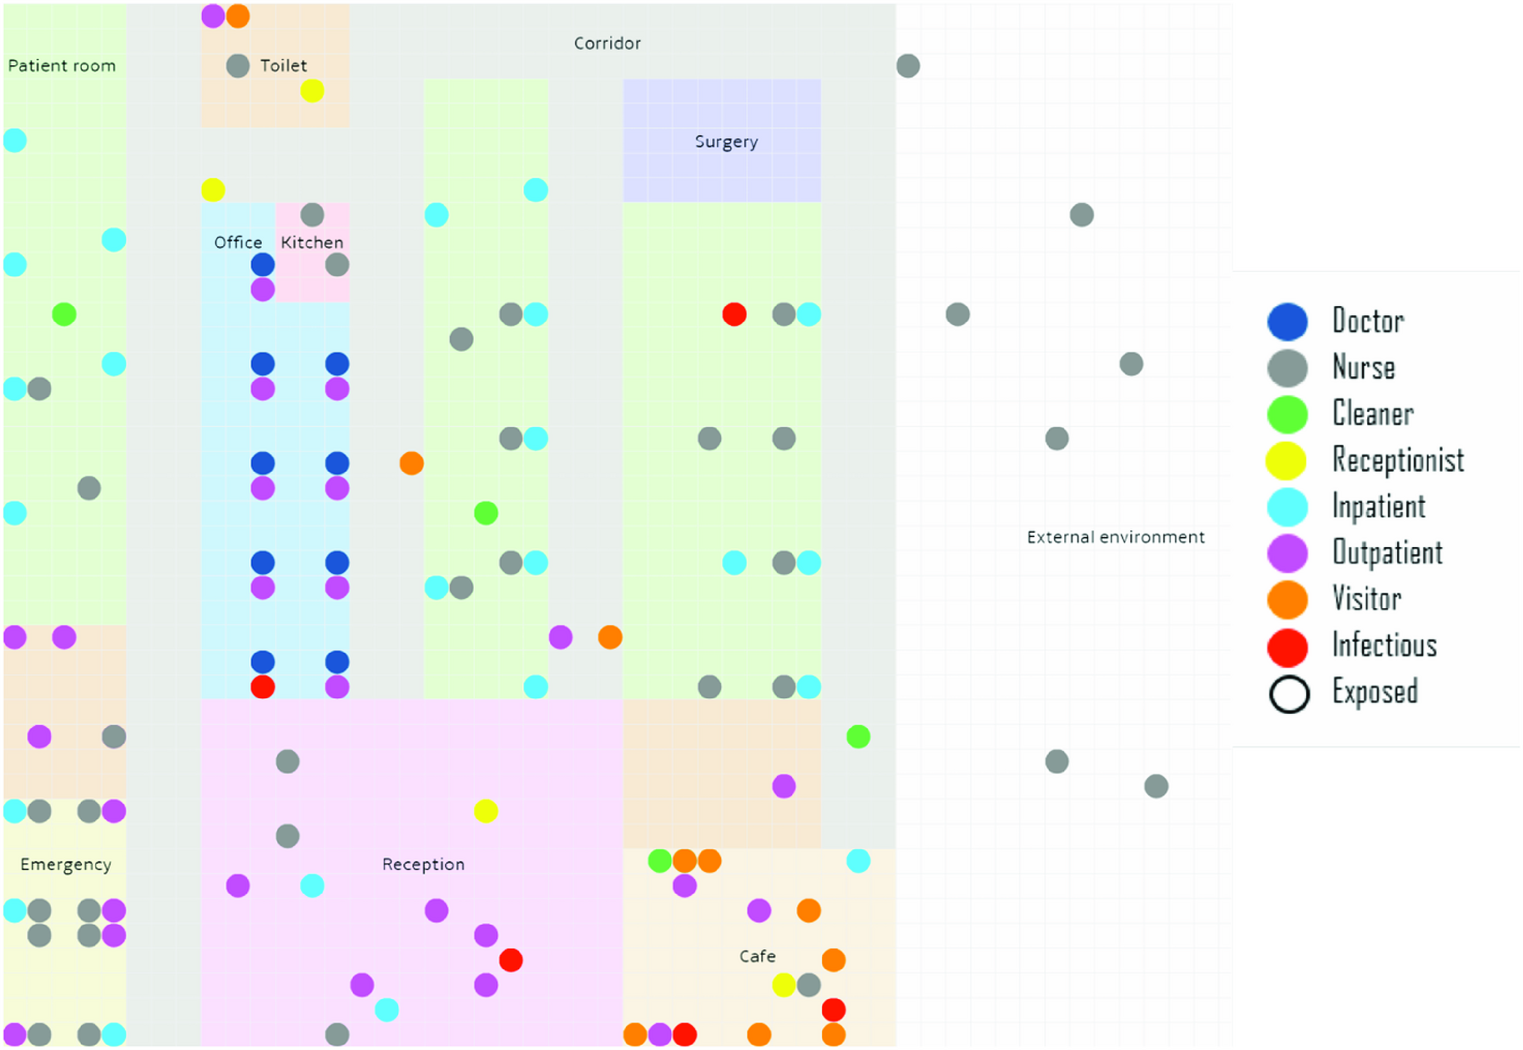 Corridor
Patient room
Toilet
Surgery
Office
Kitchen
External environment
Emergency
Reception
Cafe
Doctor
Nurse
Cleaner
Receptionist
Inpatient
Outpatient
Visitor
Infectious
Exposed